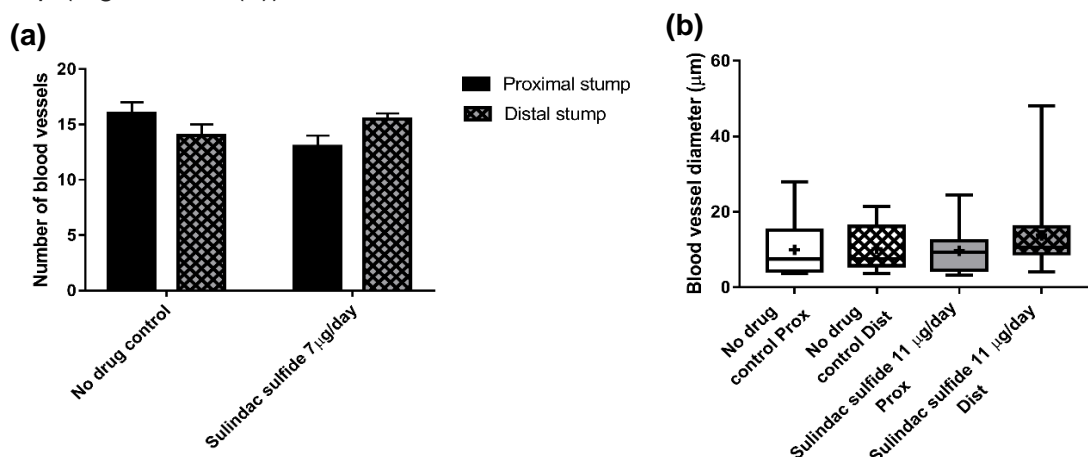 (a)
20
15
10
5
0
Number of blood vessels
No drug control
Sulindac sulfide 7μg/day
Proximal stump
Distal stump
(b)
60
40
20
0
Blood vessel diameter (μm)
No drug
control Prox
No drug
control Dist
Sulindac sulfide 11 μg/day
Prox
Sulindac sulfide 11 μg/day
Dist